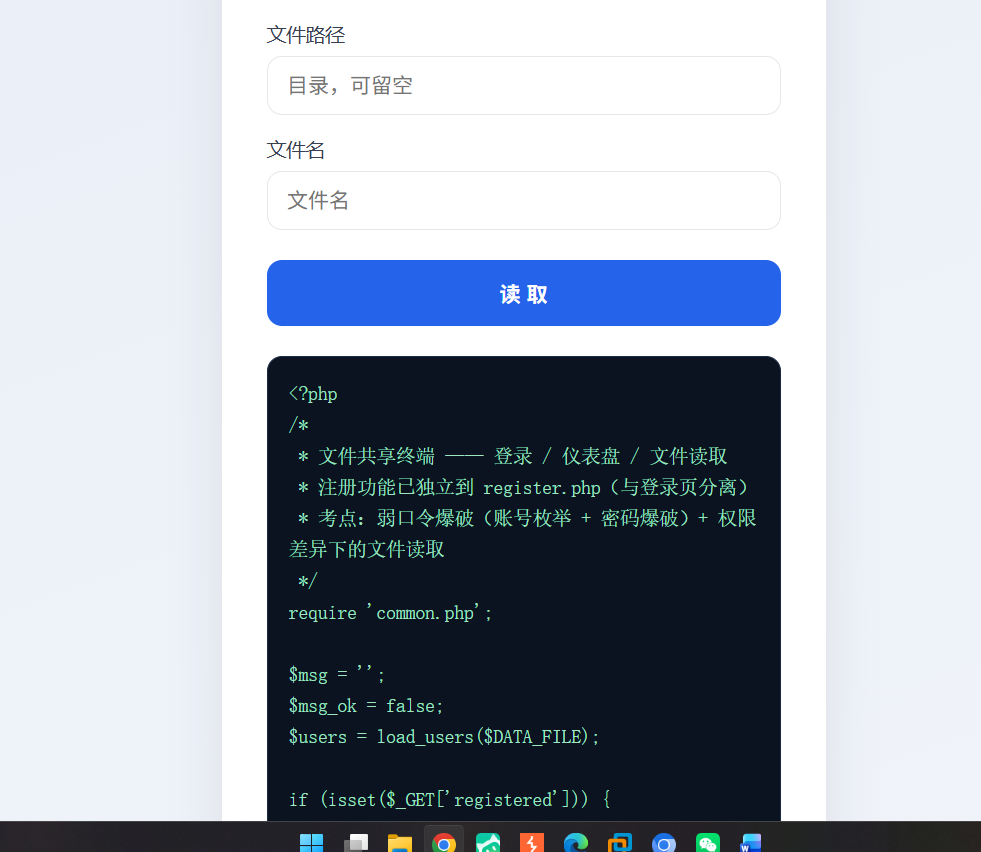 文件路径
目录，可留空
文件名
文件名
读 取
<?php
/*
 * 文件共享终端 —— 登录 / 仪表盘 / 文件读取
 * 注册功能已独立到 register.php（与登录页分离）
 * 考点：弱口令爆破（账号枚举 + 密码爆破）+ 权限
差异下的文件读取
 */
require 'common.php';
$msg = '';
$msg_ok = false;
$users = load_users($DATA_FILE);
if (isset($_GET['registered'])) {